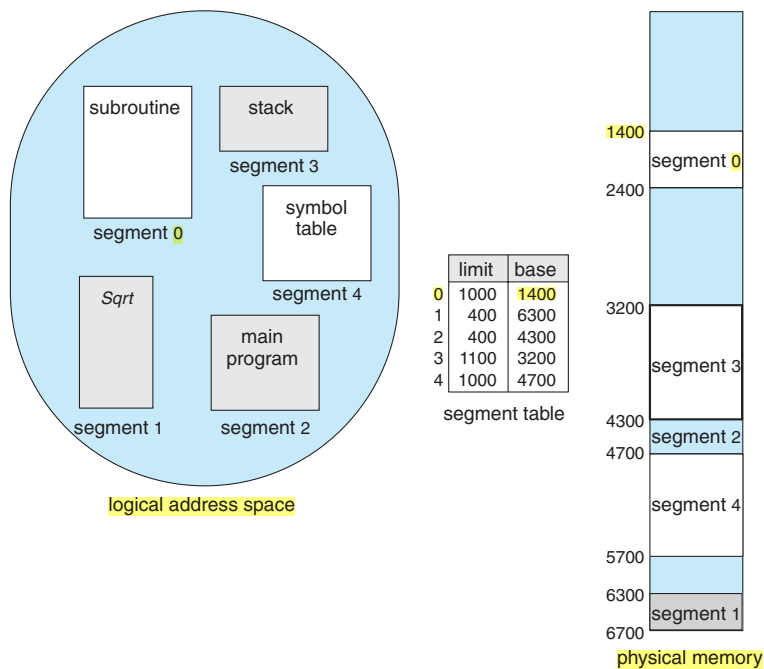 subroutine
segment 0
stack
segment 3
symbol
table
segment 4
Sqrt
segment 1
main
program
segment 2
logical address space
limit base
0 1000 1400
1 400 6300
2 400 4300
3 1100 3200
4 1000 4700
segment table
1400
segment 0
2400
3200
segment 3
4300
segment 2
4700
segment 4
5700
6300
segment 1
6700
physical memory